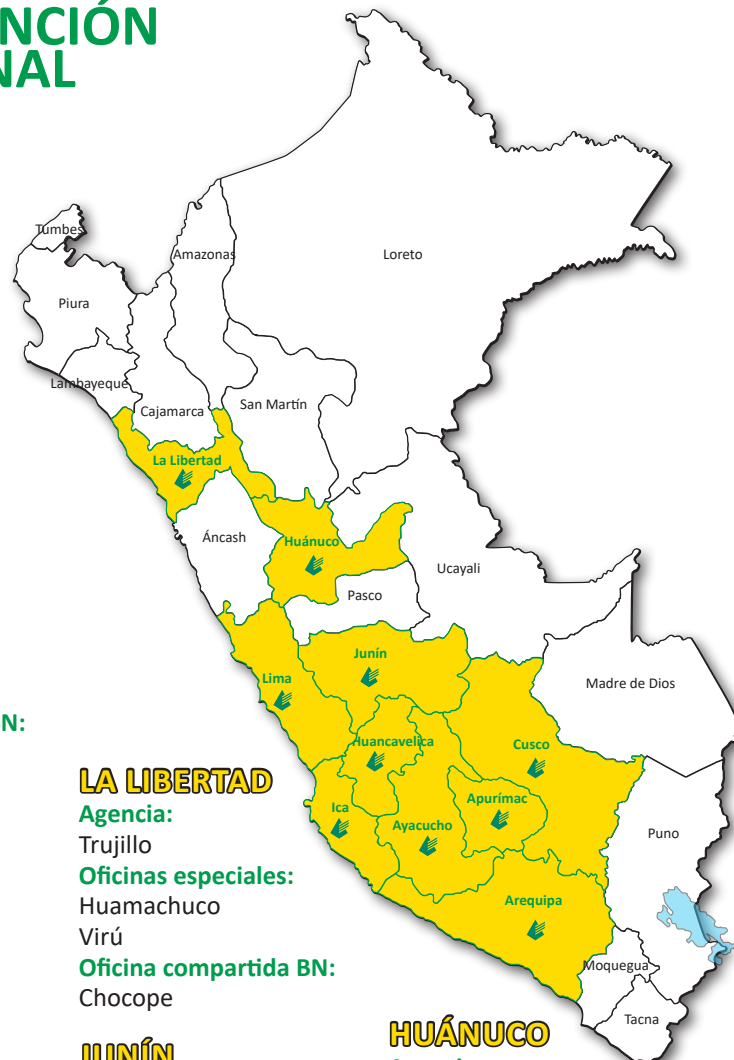 NCIÓN
NAL
Tumbes
Amazonas
Loreto
Piura
Lambayeque
Cajamarca
San Martín
La Libertad
Áncash
Huánuco
Ucayali
Pasco
Junín
Lima
Madre de Dios
Huancavelica
Cusco
Ica
Apurímac
Ayacucho
Puno
Arequipa
Moquegua
Tacna
N:
LA LIBERTAD
Agencia:
Trujillo
Oficinas especiales:
Huamachuco
Virú
Oficina compartida BN:
Chocope
JUNÍN
HUÁNUCO